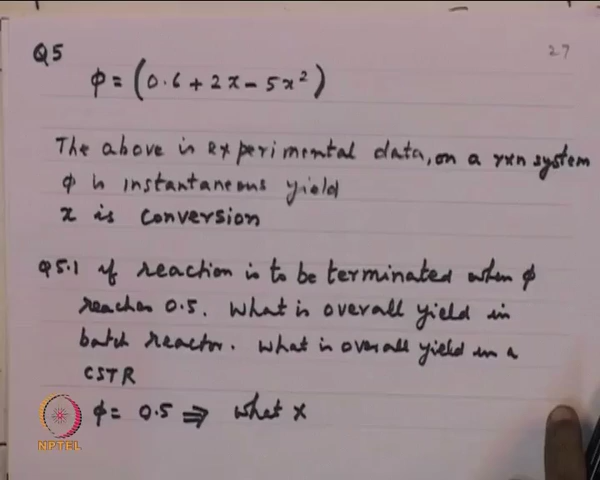 Q5
27
φ = (0.6 + 2x - 5x²)
The above is experimental data, on a rxn system
φ is instantaneous yield
x is conversion
Q5.1 if reaction is to be terminated when φ
reaches 0.5. What is overall yield in
batch reactor. What is overall yield in a
CSTR
φ = 0.5 ⇒ what x
NPTEL